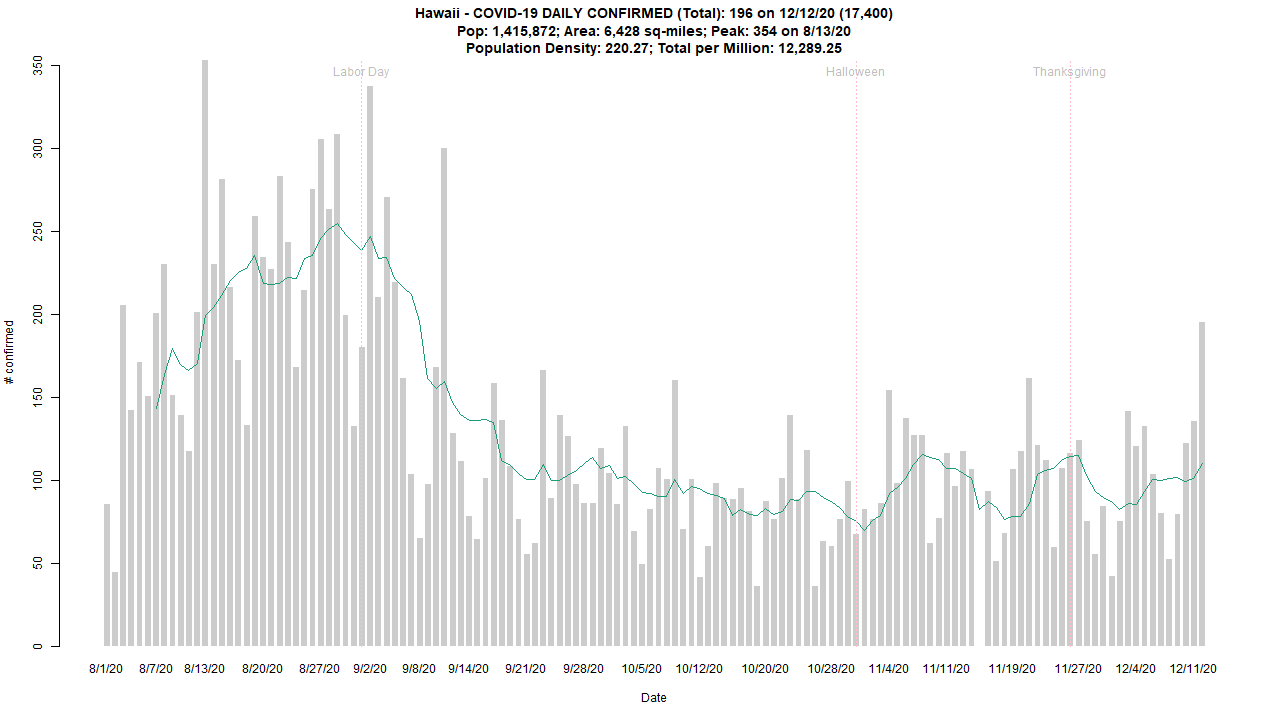 Hawaii - COVID-19 DAILY CONFIRMED (Total): 196 on 12/12/20 (17,400)
Pop: 1,415,872; Area: 6,428 sq-miles; Peak: 354 on 8/13/20
Population Density: 220.27; Total per Million: 12,289.25
Labor Day Halloween Thanksgiving
350
300
250
200
150
100
50
0
# confirmed
8/1/20 8/7/20 8/13/20 8/20/20 8/27/20 9/2/20 9/8/20 9/14/20 9/21/20 9/28/20 10/5/20 10/12/20 10/20/20 10/28/20 11/4/20 11/11/20 11/19/20 11/27/20 12/4/20 12/11/20
Date